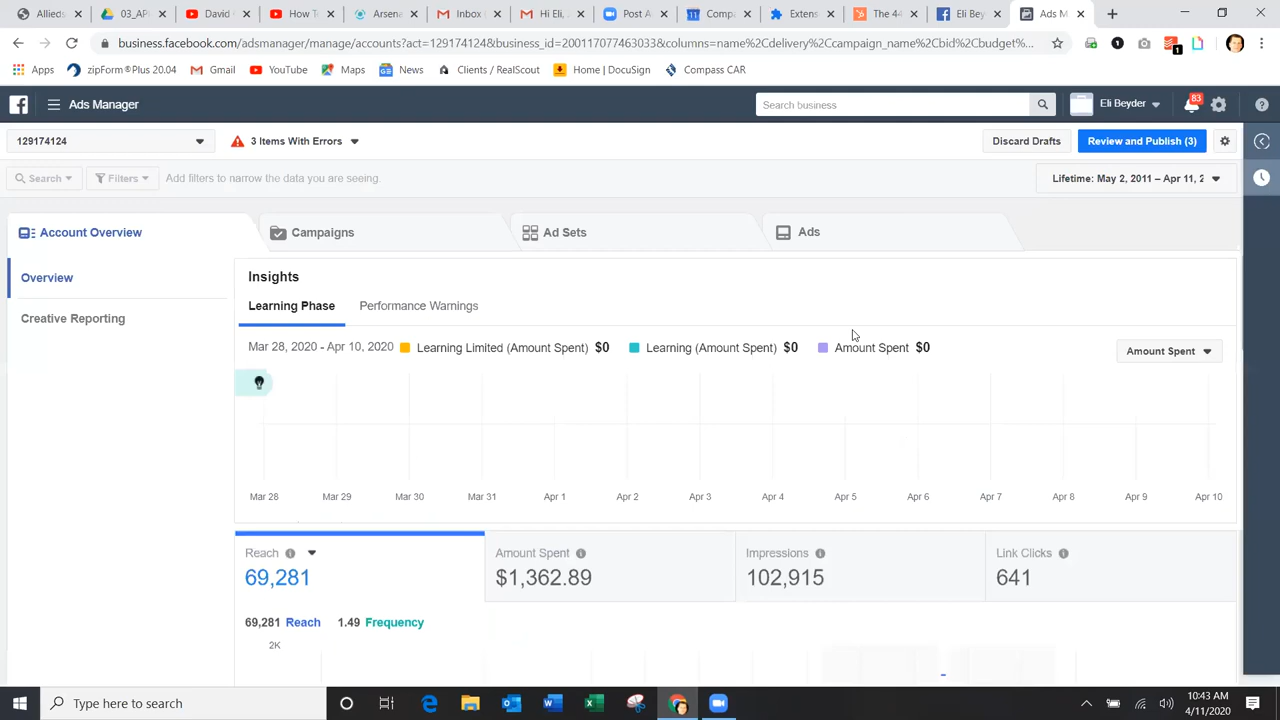 Allieds
03_AP
David
How T
Arsena
Inbox
Hi Eli,
Post A
Compa
Extens
The 44
Eli Bey
Ads M
business.facebook.com/adsmanager/manage/accounts?act=129174124&business_id=200117077463033&columns=name%2Cdelivery%2Ccampaign_name%2Cbid%2Cbudget%...
Apps
zipForm®Plus 20.04
Gmail
YouTube
Maps
News
Clients / RealScout
Home | DocuSign
Compass CAR
Ads Manager
Search business
Eli Beyder
83
129174124
3 Items With Errors
Discard Drafts
Review and Publish (3)
Search
Filters
Add filters to narrow the data you are seeing.
Lifetime: May 2, 2011 – Apr 11, 2
Account Overview
Campaigns
Ad Sets
Ads
Overview
Creative Reporting
Insights
Learning Phase
Performance Warnings
Mar 28, 2020 - Apr 10, 2020
Learning Limited (Amount Spent) $0
Learning (Amount Spent) $0
Amount Spent $0
Amount Spent
Mar 28 Mar 29 Mar 30 Mar 31 Apr 1 Apr 2 Apr 3 Apr 4 Apr 5 Apr 6 Apr 7 Apr 8 Apr 9 Apr 10
Reach
69,281
Amount Spent
$1,362.89
Impressions
102,915
Link Clicks
641
69,281 Reach
1.49 Frequency
2K
Type here to search
10:43 AM
4/11/2020